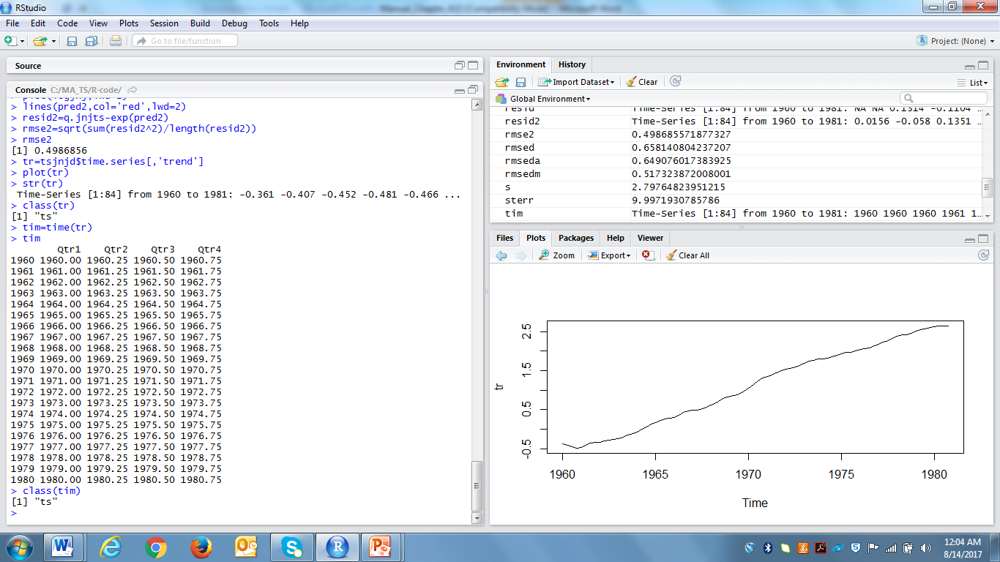 RStudio
File Edit Code View Plots Session Build Debug Tools Help
Go to file/function
Project: (None)
Source
Console C:/MA_TS/R-code/
> lines(pred2,col='red',lwd=2)
> resid2=q.jnjts-exp(pred2)
> rmse2=sqrt(sum(resid2^2)/length(resid2))
> rmse2
[1] 0.4986856
> tr=tsjnjd$time.series[,'trend']
> plot(tr)
> str(tr)
Time-Series [1:84] from 1960 to 1981: -0.361 -0.407 -0.452 -0.481 -0.466 ...
> class(tr)
[1] "ts"
> tim=time(tr)
> tim
Qtr1 Qtr2 Qtr3 Qtr4
1960 1960.00 1960.25 1960.50 1960.75
1961 1961.00 1961.25 1961.50 1961.75
1962 1962.00 1962.25 1962.50 1962.75
1963 1963.00 1963.25 1963.50 1963.75
1964 1964.00 1964.25 1964.50 1964.75
1965 1965.00 1965.25 1965.50 1965.75
1966 1966.00 1966.25 1966.50 1966.75
1967 1967.00 1967.25 1967.50 1967.75
1968 1968.00 1968.25 1968.50 1968.75
1969 1969.00 1969.25 1969.50 1969.75
1970 1970.00 1970.25 1970.50 1970.75
1971 1971.00 1971.25 1971.50 1971.75
1972 1972.00 1972.25 1972.50 1972.75
1973 1973.00 1973.25 1973.50 1973.75
1974 1974.00 1974.25 1974.50 1974.75
1975 1975.00 1975.25 1975.50 1975.75
1976 1976.00 1976.25 1976.50 1976.75
1977 1977.00 1977.25 1977.50 1977.75
1978 1978.00 1978.25 1978.50 1978.75
1979 1979.00 1979.25 1979.50 1979.75
1980 1980.00 1980.25 1980.50 1980.75
> class(tim)
[1] "ts"
>
Environment History
Import Dataset Clear List
Global Environment
resid Time-Series [1:84] from 1960 to 1981: NA NA 0.1314 -0.1104 ...
resid2 Time-Series [1:84] from 1960 to 1981: 0.0156 -0.058 0.1351 ...
rmse2 0.498685571877327
rmsed 0.658140804237207
rmseda 0.649076017383925
rmsedm 0.517323872008001
s 2.79764823951215
sterr 9.9971930785786
tim Time-Series [1:84] from 1960 to 1981: 1960 1960 1960 1961 1...
Files Plots Packages Help Viewer
Zoom Export Clear All
tr
2.5
1.5
0.5
-0.5
1960 1965 1970 1975 1980
Time
12:04 AM
8/14/2017